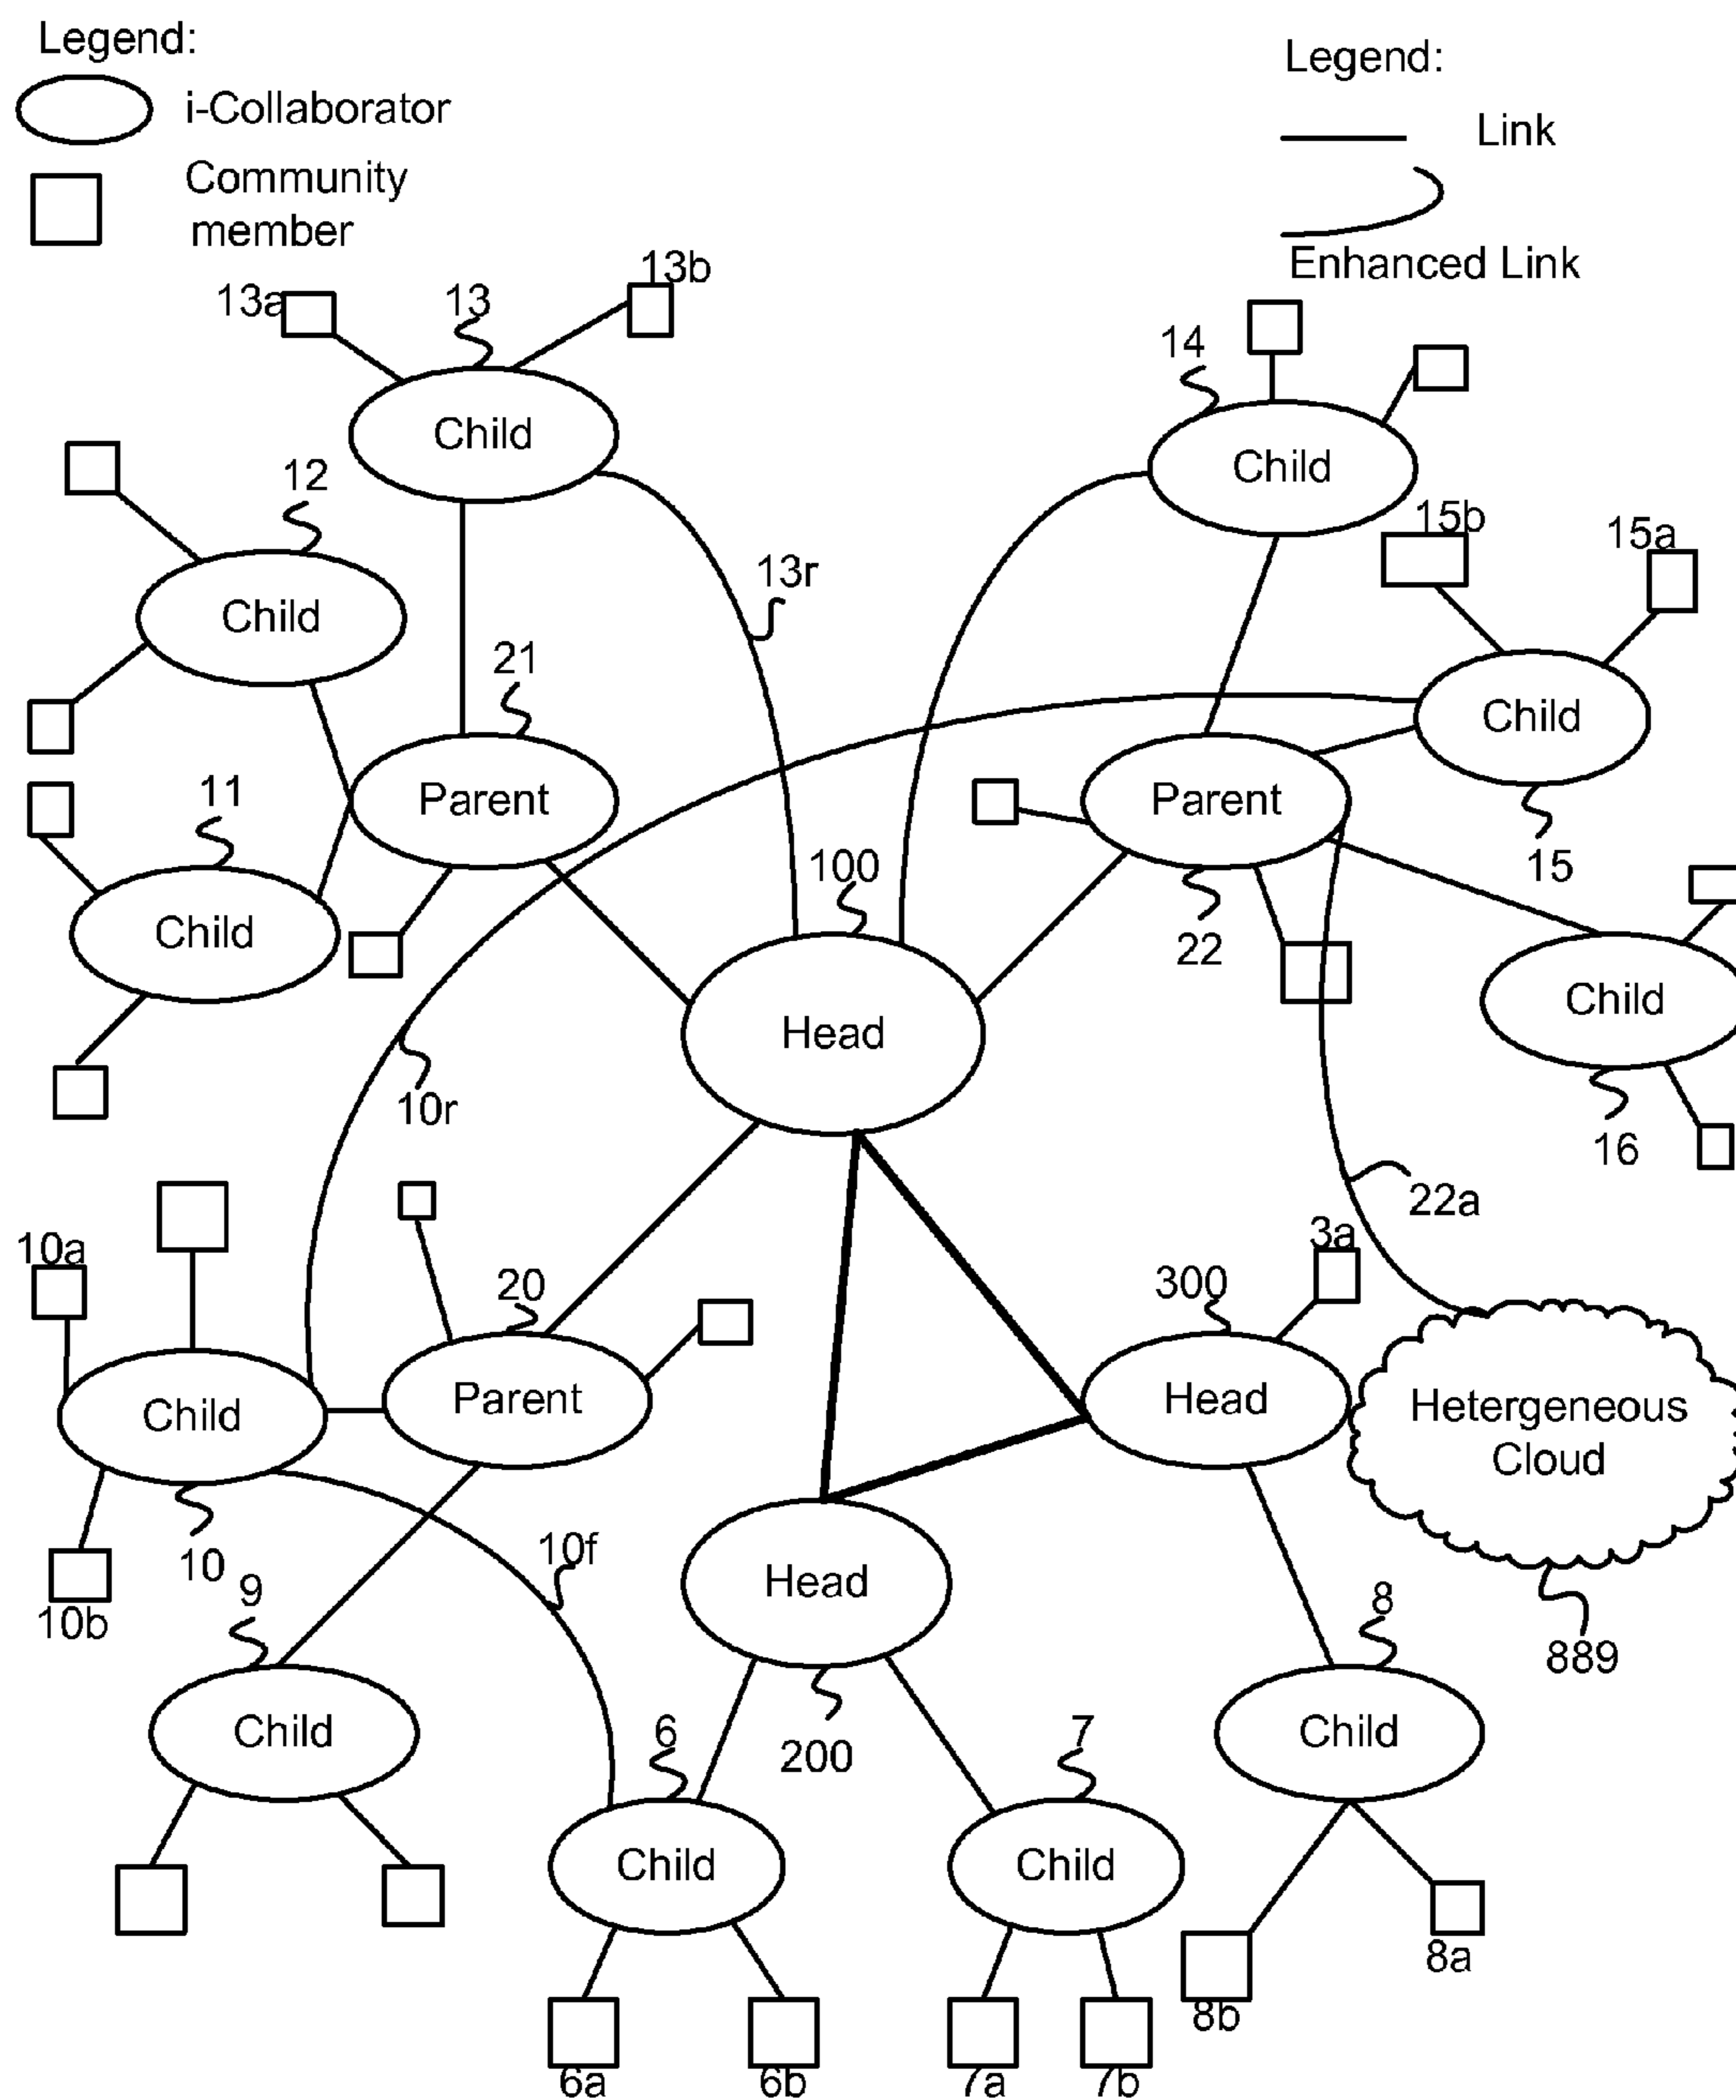 Legend:
i-Collaborator
Community
member
Legend:
Link
Enhanced Link
13a
13
13b
14
Child
12
Child
15b
15a
13r
Child
21
Child
11
Parent
Parent
100
15
Child
22
Head
Child
10r
16
22a
10a
3a
20
300
Parent
Head
Hetergeneous
Cloud
Child
10f
10
9
Head
8
10b
889
Child
6
7
Child
200
Child
Child
8a
8b
6a
6b
7a
7b